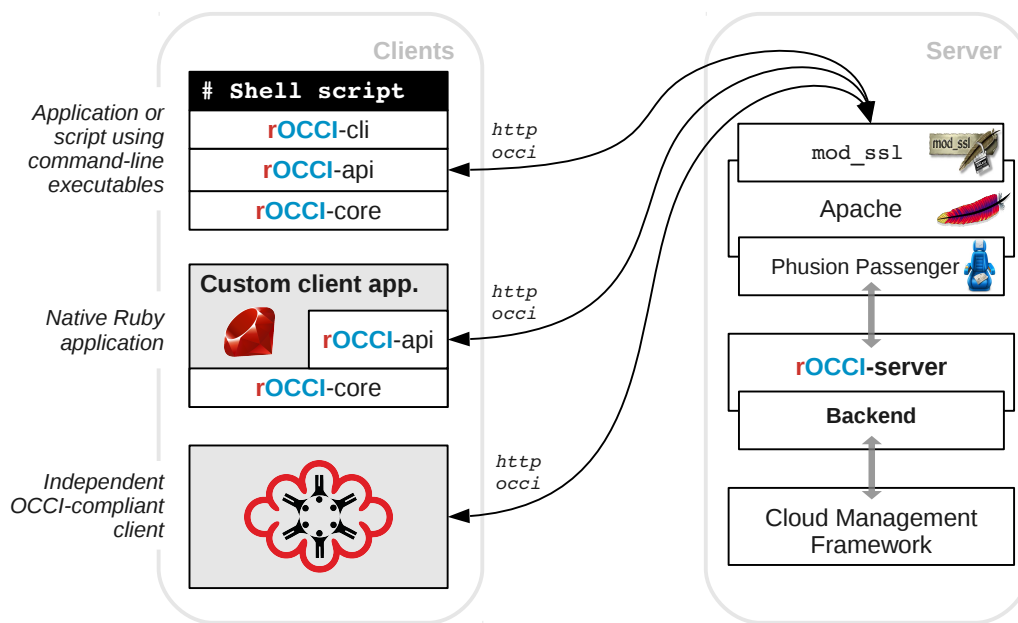 Clients
Application or
script using
command-line
executables
# Shell script
rOCCI-cli
rOCCI-api
rOCCI-core
http
occi
Native Ruby
application
Custom client app.
rOCCI-api
rOCCI-core
http
occi
Independent
OCCI-compliant
client
http
occi
Server
mod_ssl
mod_ssl
Apache
Phusion Passenger
rOCCI-server
Backend
Cloud Management
Framework